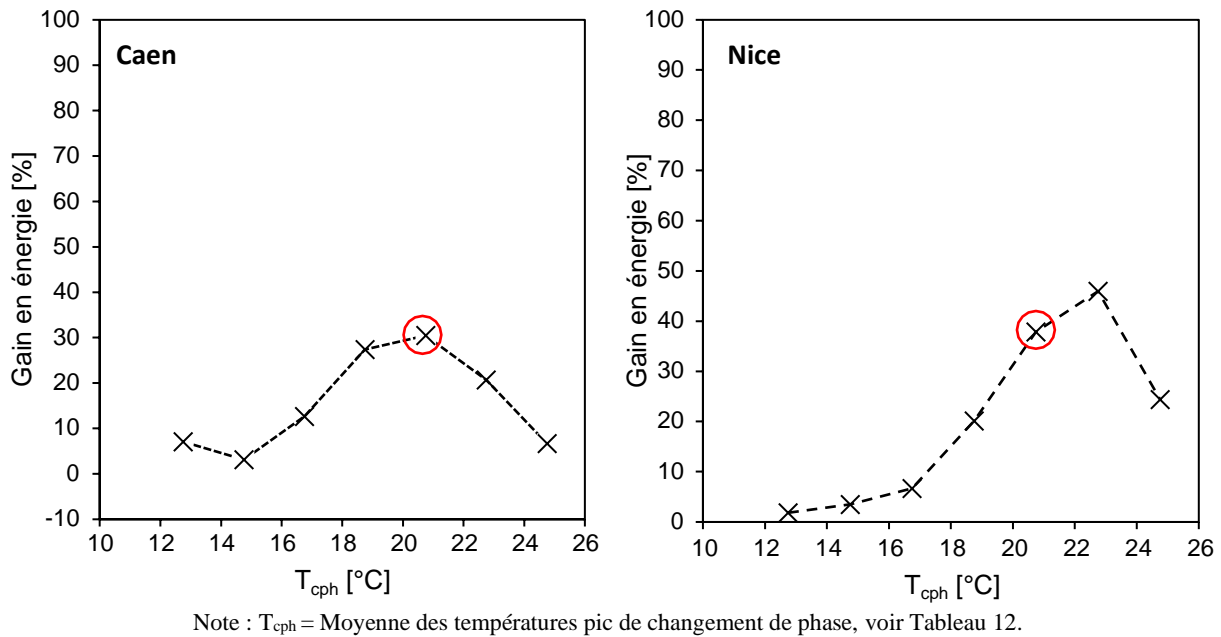 Caen
Gain en énergie [%]
100
90
80
70
60
50
40
30
20
10
0
-10
10 12 14 16 18 20 22 24 26
Tcph [°C]
Nice
Gain en énergie [%]
100
90
80
70
60
50
40
30
20
10
0
10 12 14 16 18 20 22 24 26
Tcph [°C]
Note : Tcph = Moyenne des températures pic de changement de phase, voir Tableau 12.